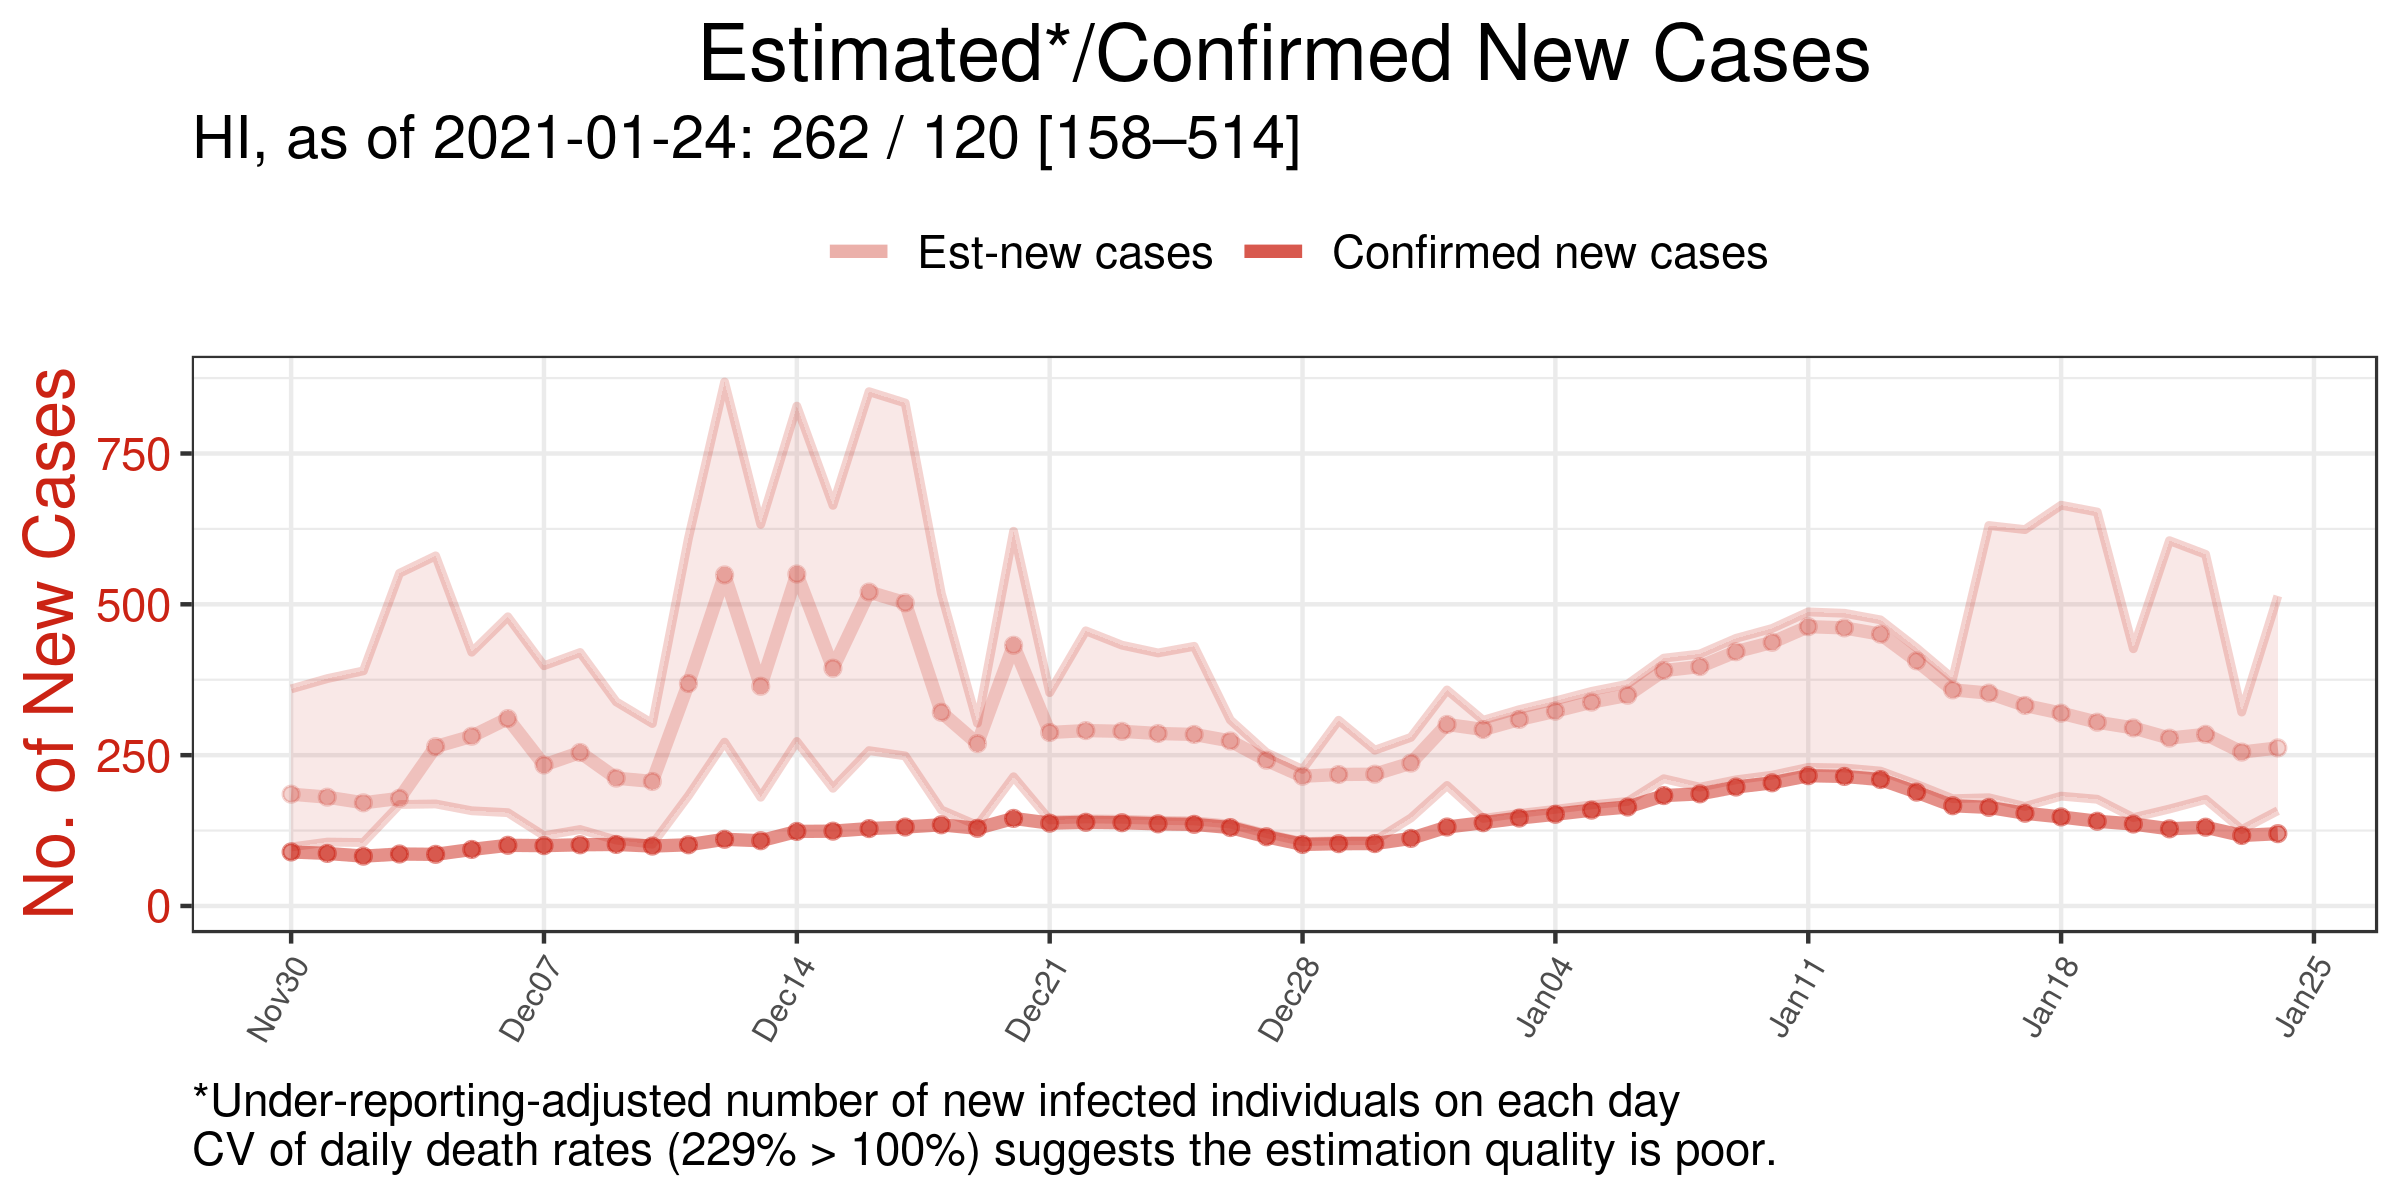 Estimated*/Confirmed New Cases
HI, as of 2021-01-24: 262 / 120 [158–514]
Est-new cases
Confirmed new cases
No. of New Cases
750
500
250
0
Nov30
Dec07
Dec14
Dec21
Dec28
Jan04
Jan11
Jan18
Jan25
*Under-reporting-adjusted number of new infected individuals on each day
CV of daily death rates (229% > 100%) suggests the estimation quality is poor.